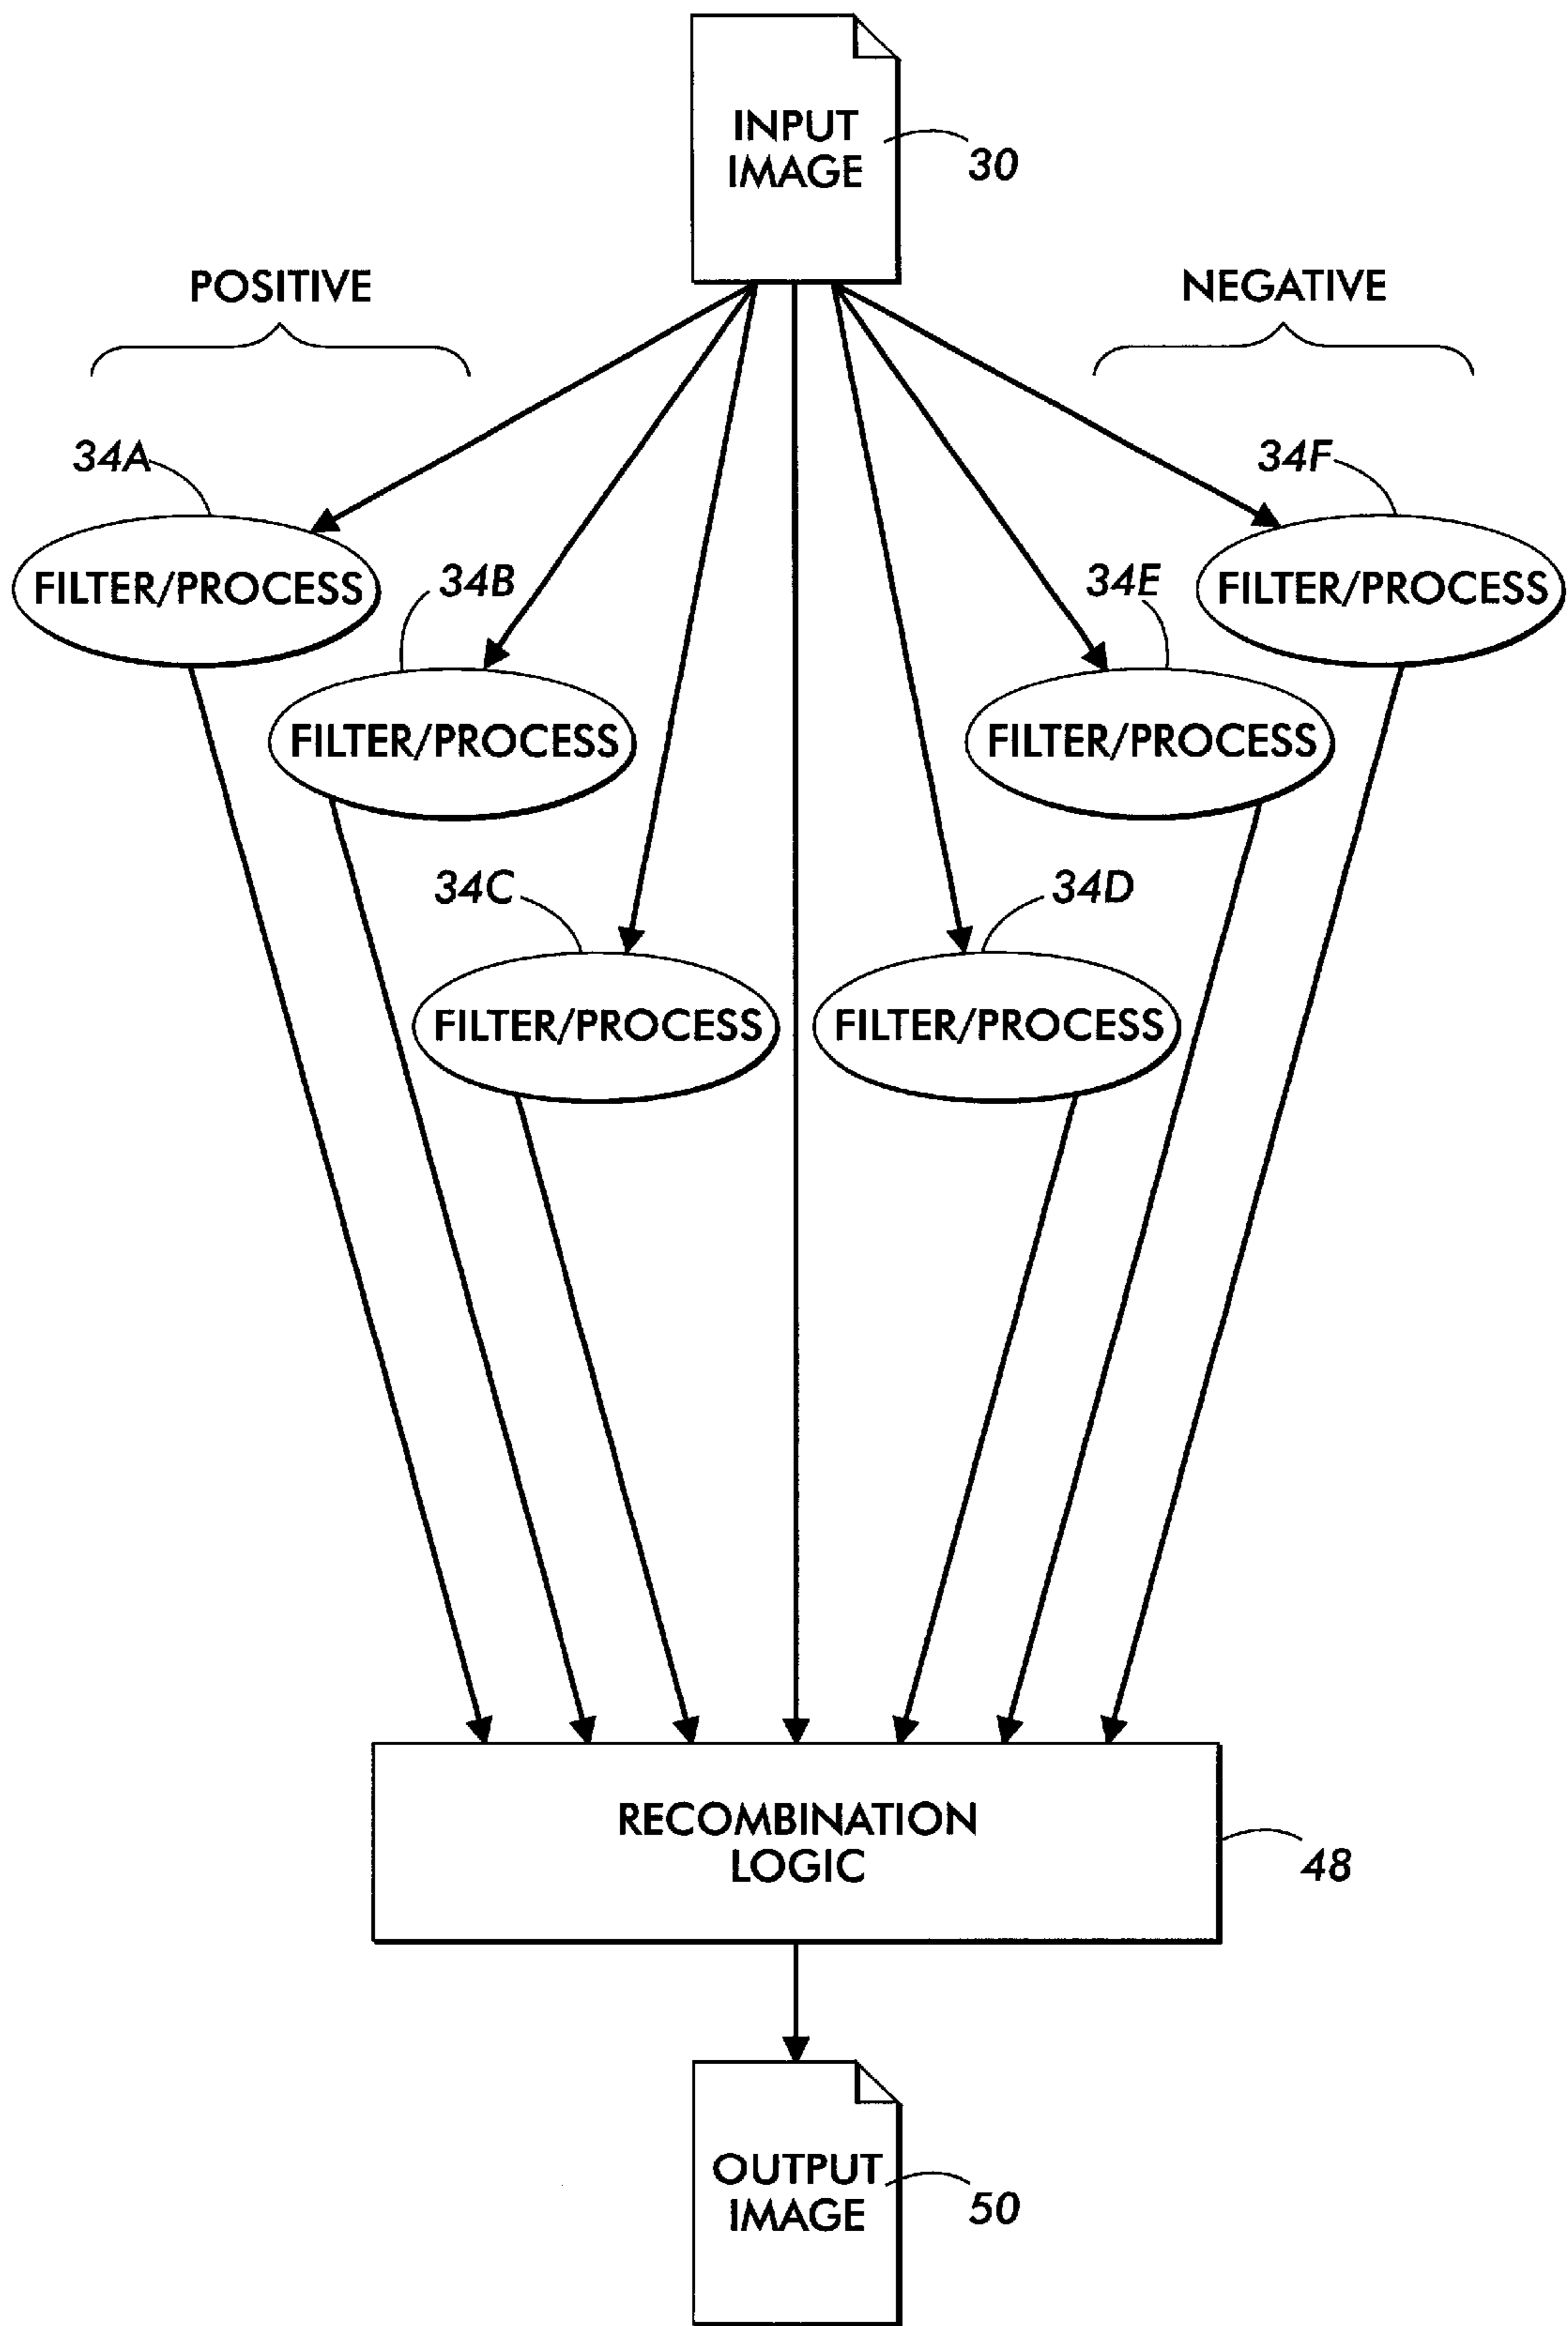 INPUT
IMAGE
30
POSITIVE
NEGATIVE
34A
34F
FILTER/PROCESS
34B
34E
FILTER/PROCESS
FILTER/PROCESS
FILTER/PROCESS
34C
34D
FILTER/PROCESS
FILTER/PROCESS
RECOMBINATION
LOGIC
48
OUTPUT
IMAGE
50